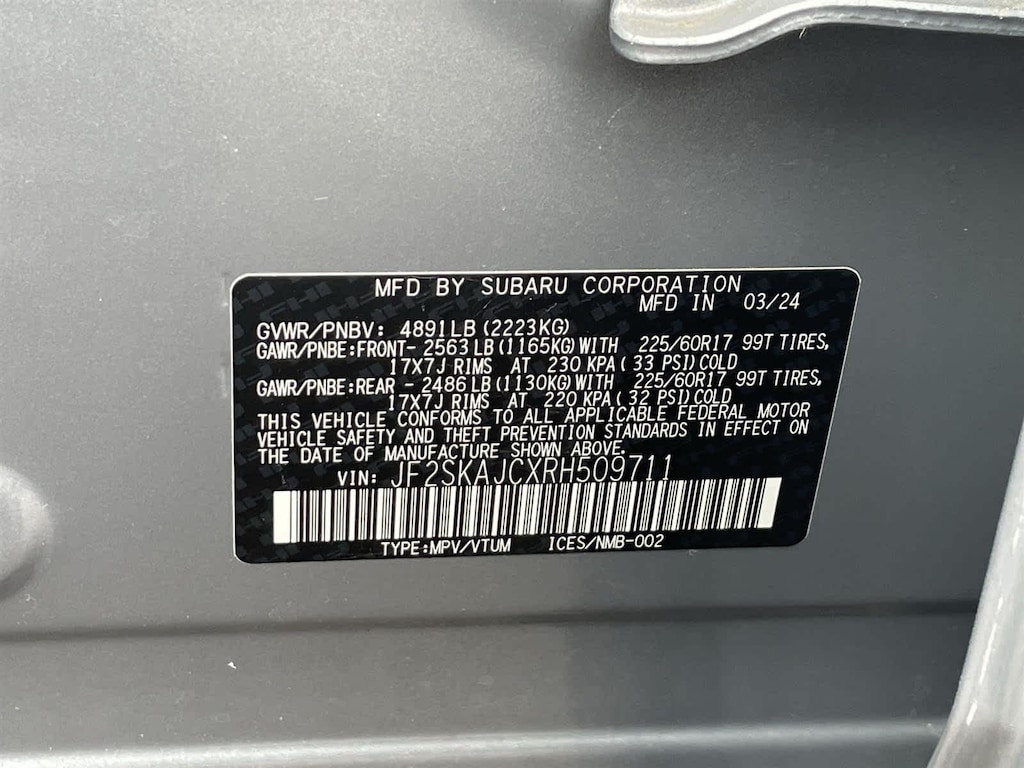 MFD BY SUBARU CORPORATION
MFD IN 03/24
GVWR/PNBV: 4891LB (2223KG)
GAWR/PNBE:FRONT- 2563LB (1165KG)WITH 225/60R17 99T TIRES,
17X7J RIMS AT 230 KPA ( 33 PSI)COLD
GAWR/PNBE:REAR - 2486LB (1130KG)WITH 225/60R17 99T TIRES,
17X7J RIMS AT 220 KPA ( 32 PSI)COLD
THIS VEHICLE CONFORMS TO ALL APPLICABLE FEDERAL MOTOR
VEHICLE SAFETY AND THEFT PREVENTION STANDARDS IN EFFECT ON
THE DATE OF MANUFACTURE SHOWN ABOVE.
VIN: JF2SKAJCXRH509711
TYPE:MPV/VTUM ICES/NMB-002